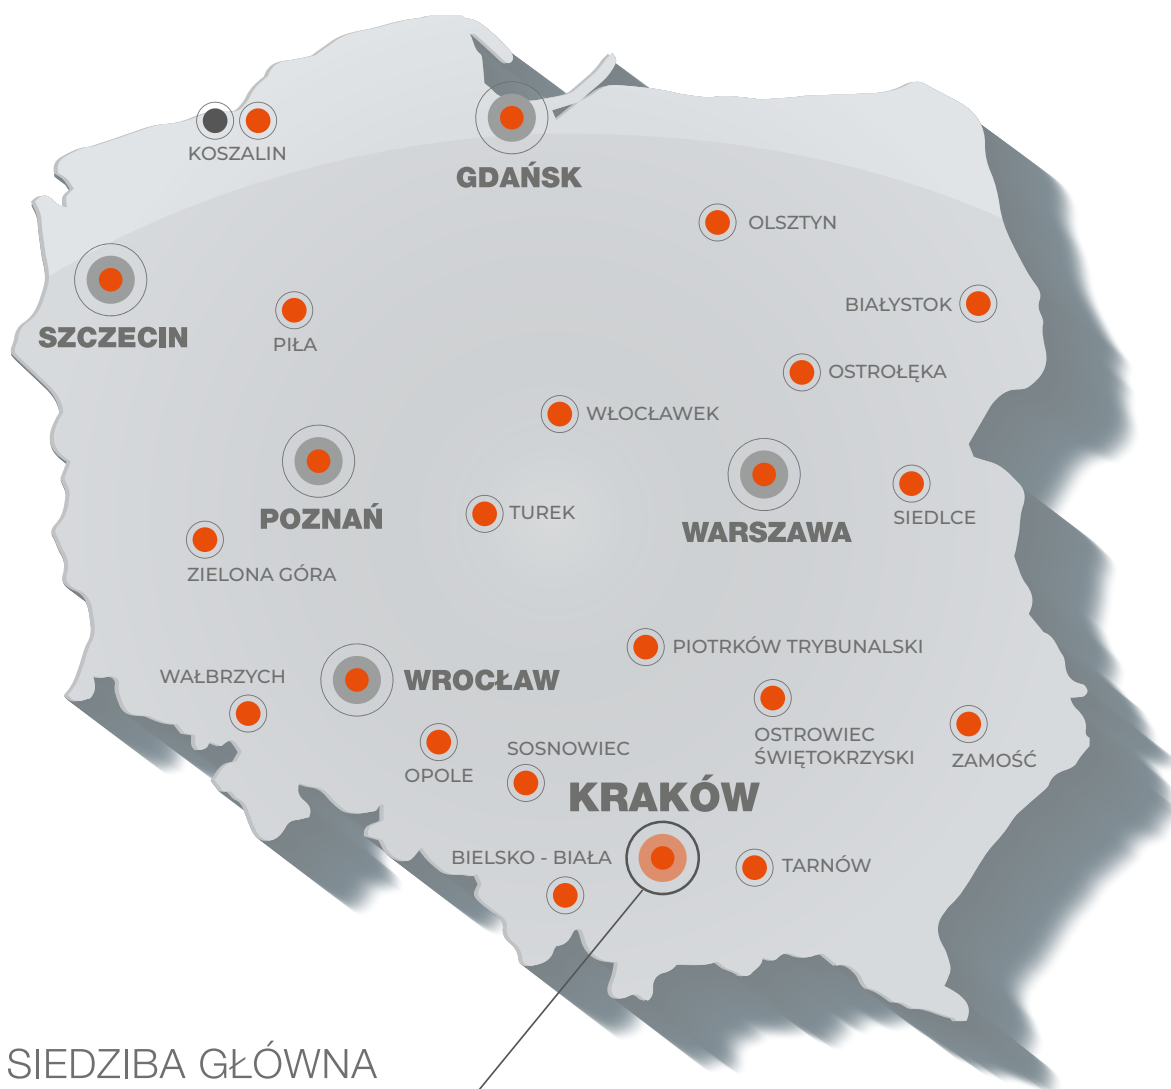 KOSZALIN
GDAŃSK
OLSZTYN
BIAŁYSTOK
SZCZECIN
PIŁA
OSTROŁĘKA
WŁOCŁAWEK
POZNAŃ
TUREK
WARSZAWA
SIEDLCE
ZIELONA GÓRA
PIOTRKÓW TRYBUNALSKI
WAŁBRZYCH
WROCŁAW
OSTROWIEC
ŚWIĘTOKRZYSKI
ZAMOŚĆ
SOSNOWIEC
OPOLE
KRAKÓW
BIELSKO - BIAŁA
TARNÓW
SIEDZIBA GŁÓWNA